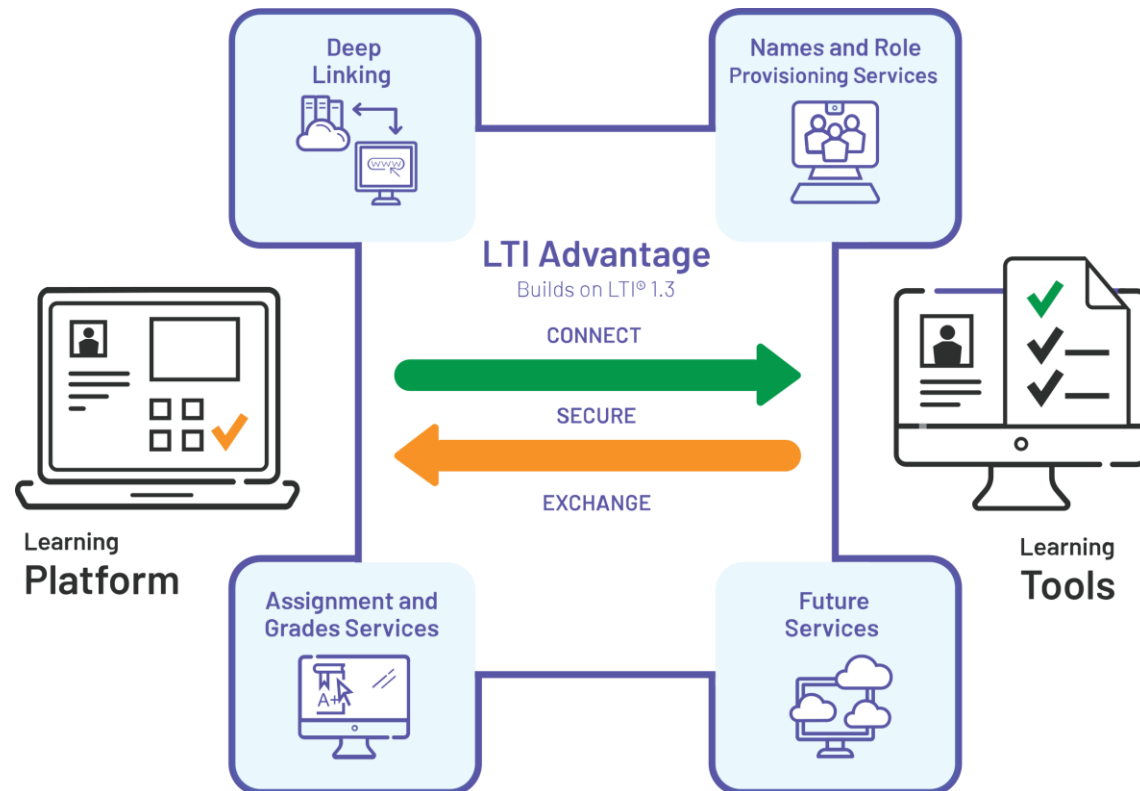 Deep
Linking
www
Names and Role
Provisioning Services
LTI Advantage
Builds on LTI® 1.3
CONNECT
SECURE
EXCHANGE
Learning
Platform
Learning
Tools
Assignment and
Grades Services
A+
Future
Services